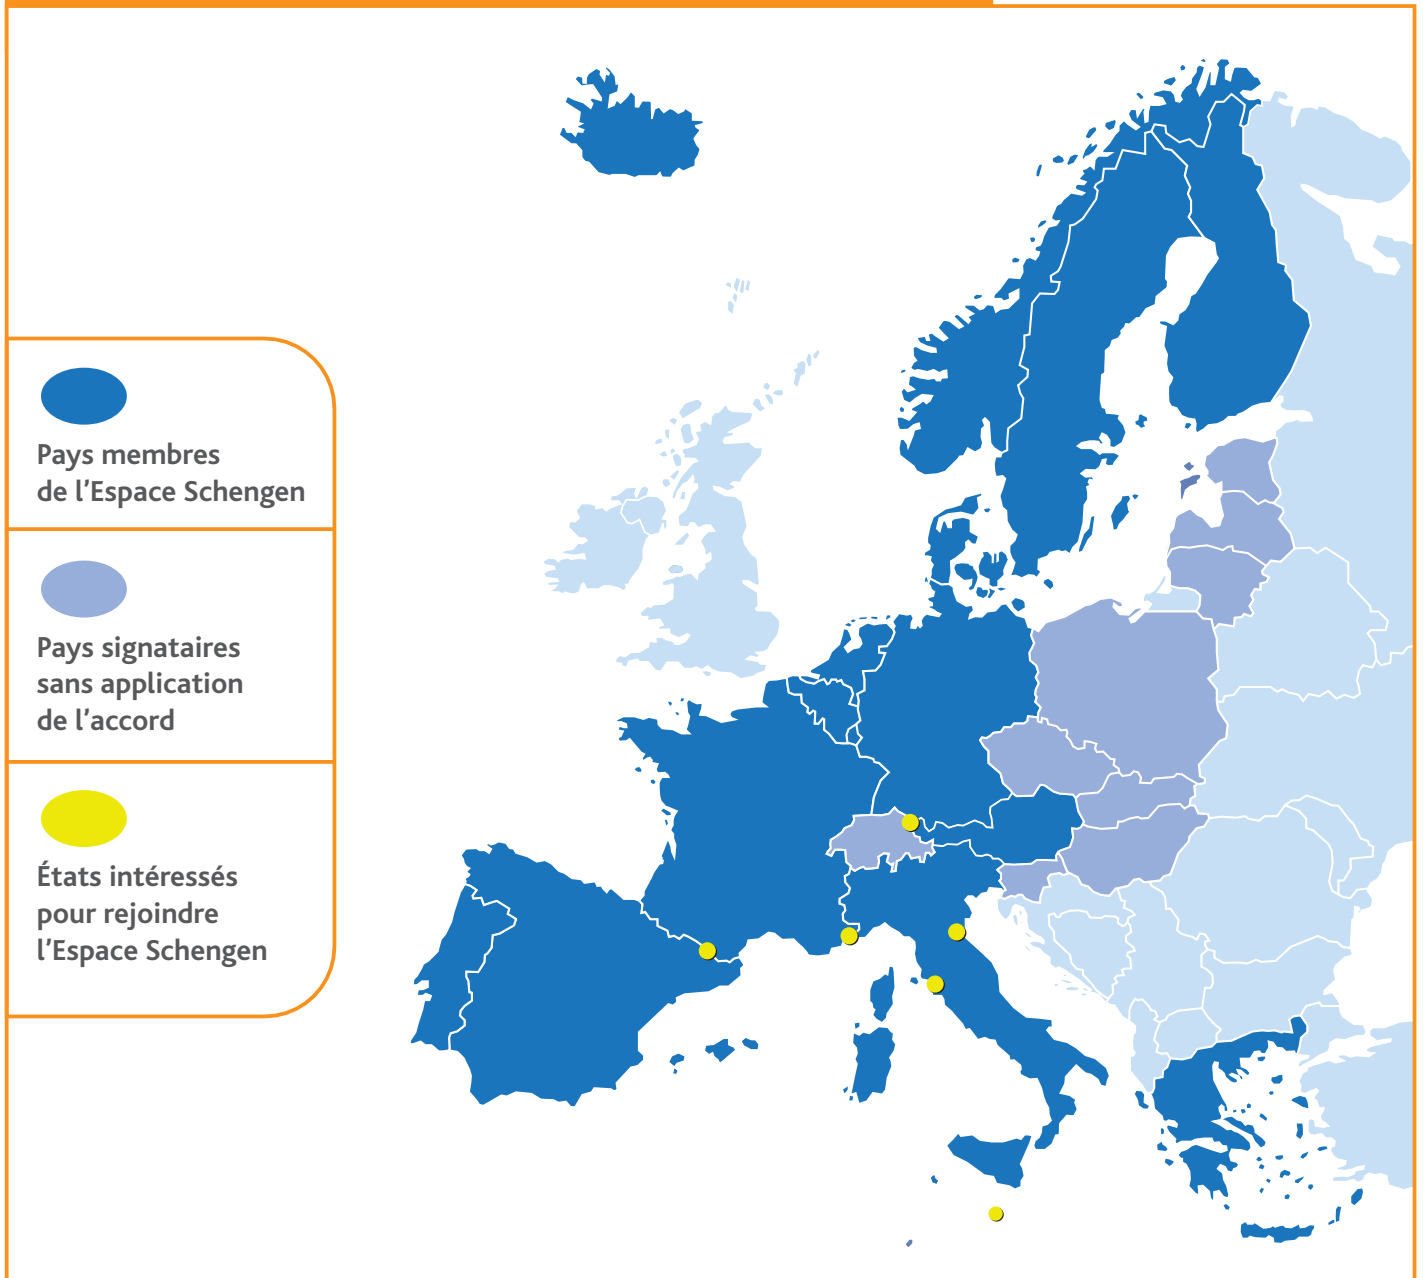 Pays membres
de l’Espace Schengen
Pays signataires
sans application
de l’accord
États intéressés
pour rejoindre
l’Espace Schengen